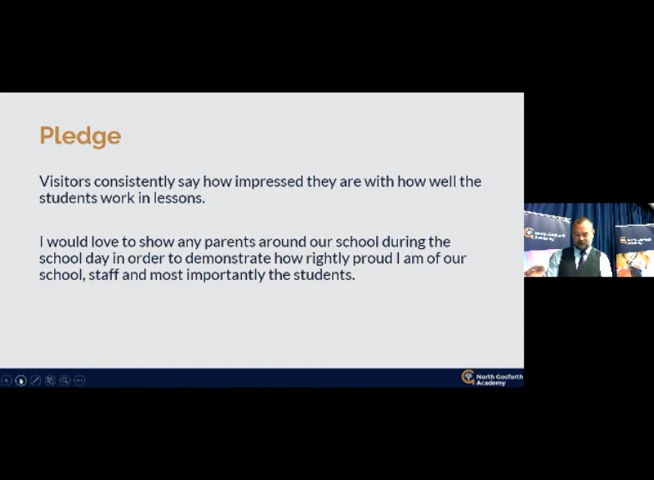 Pledge
Visitors consistently say how impressed they are with how well the
students work in lessons.
I would love to show any parents around our school during the
school day in order to demonstrate how rightly proud I am of our
school, staff and most importantly the students.
North Gosforth
Academy